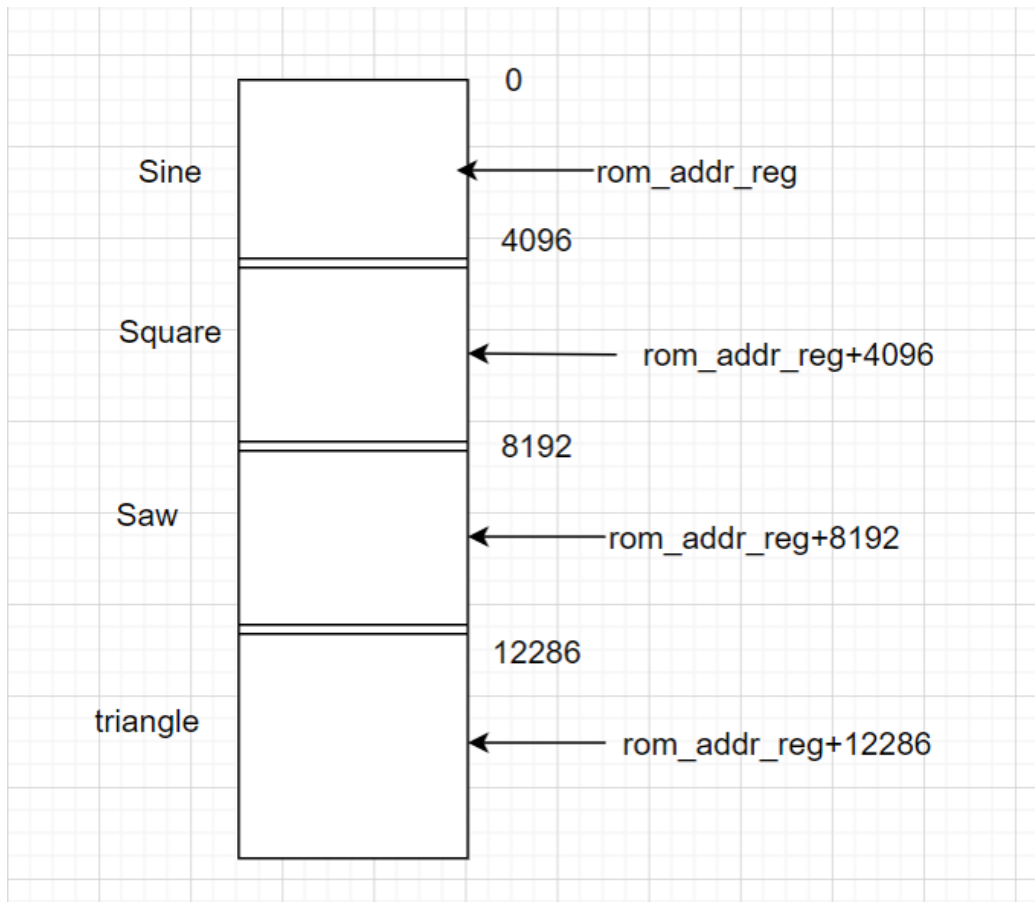 0
Sine
rom_addr_reg
4096
Square
rom_addr_reg+4096
8192
Saw
rom_addr_reg+8192
12286
triangle
rom_addr_reg+12286